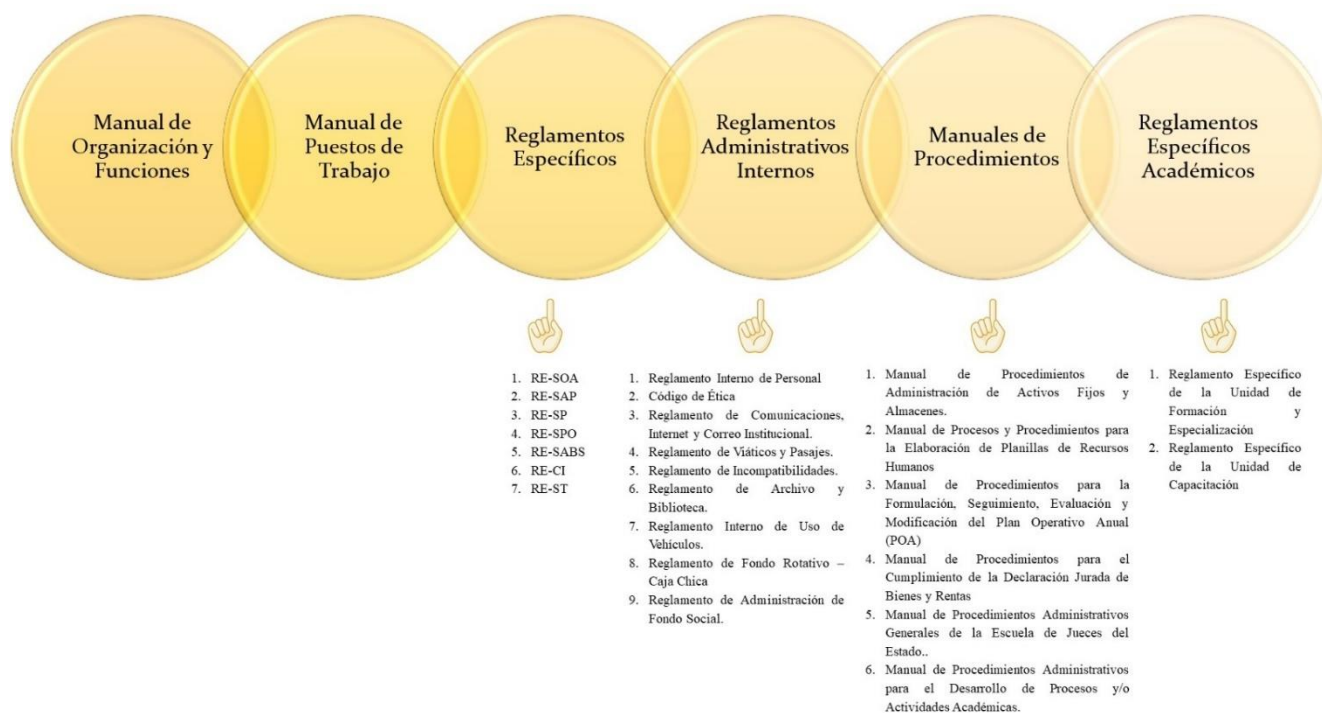 Manual de
Organización y
Funciones
Manual de
Puestos de
Trabajo
Reglamentos
Específicos
Reglamentos
Administrativos
Internos
Manuales de
Procedimientos
Reglamentos
Específicos
Académicos
1. RE-SOA
2. RE-SAP
3. RE-SP
4. RE-SPO
5. RE-SABS
6. RE-CI
7. RE-ST
1. Reglamento Interno de Personal
2. Código de Ética
3. Reglamento de Comunicaciones,
Internet y Correo Institucional.
4. Reglamento de Viáticos y Pasajes.
5. Reglamento de Incompatibilidades.
6. Reglamento de Archivo y
Biblioteca.
7. Reglamento Interno de Uso de
Vehículos.
8. Reglamento de Fondo Rotativo –
Caja Chica
9. Reglamento de Administración de
Fondo Social.
1. Manual de Procedimientos de
Administración de Activos Fijos y
Almacenes.
2. Manual de Procesos y Procedimientos para
la Elaboración de Planillas de Recursos
Humanos
3. Manual de Procedimientos para la
Formulación, Seguimiento, Evaluación y
Modificación del Plan Operativo Anual
(POA)
4. Manual de Procedimientos para el
Cumplimiento de la Declaración Jurada de
Bienes y Rentas
5. Manual de Procedimientos Administrativos
Generales de la Escuela de Jueces del
Estado..
6. Manual de Procedimientos Administrativos
para el Desarrollo de Procesos y/o
Actividades Académicas.
1. Reglamento Específico
de la Unidad de
Formación y
Especialización
2. Reglamento Específico
de la Unidad de
Capacitación